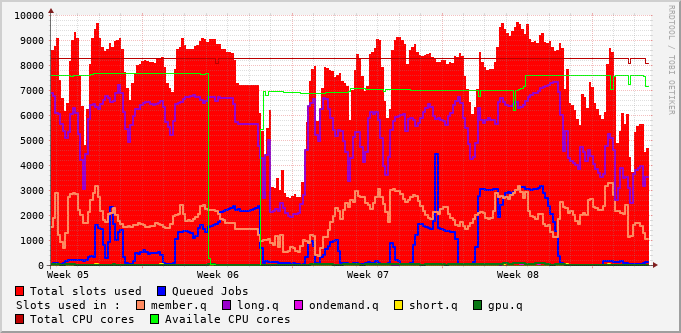 10000
9000
8000
7000
6000
5000
4000
3000
2000
1000
0
Week 05 Week 06 Week 07 Week 08
RRDTOOL / TOBI OETIKER
Total slots used Queued Jobs
Slots used in : member.q long.q ondemand.q short.q gpu.q
Total CPU cores Availale CPU cores